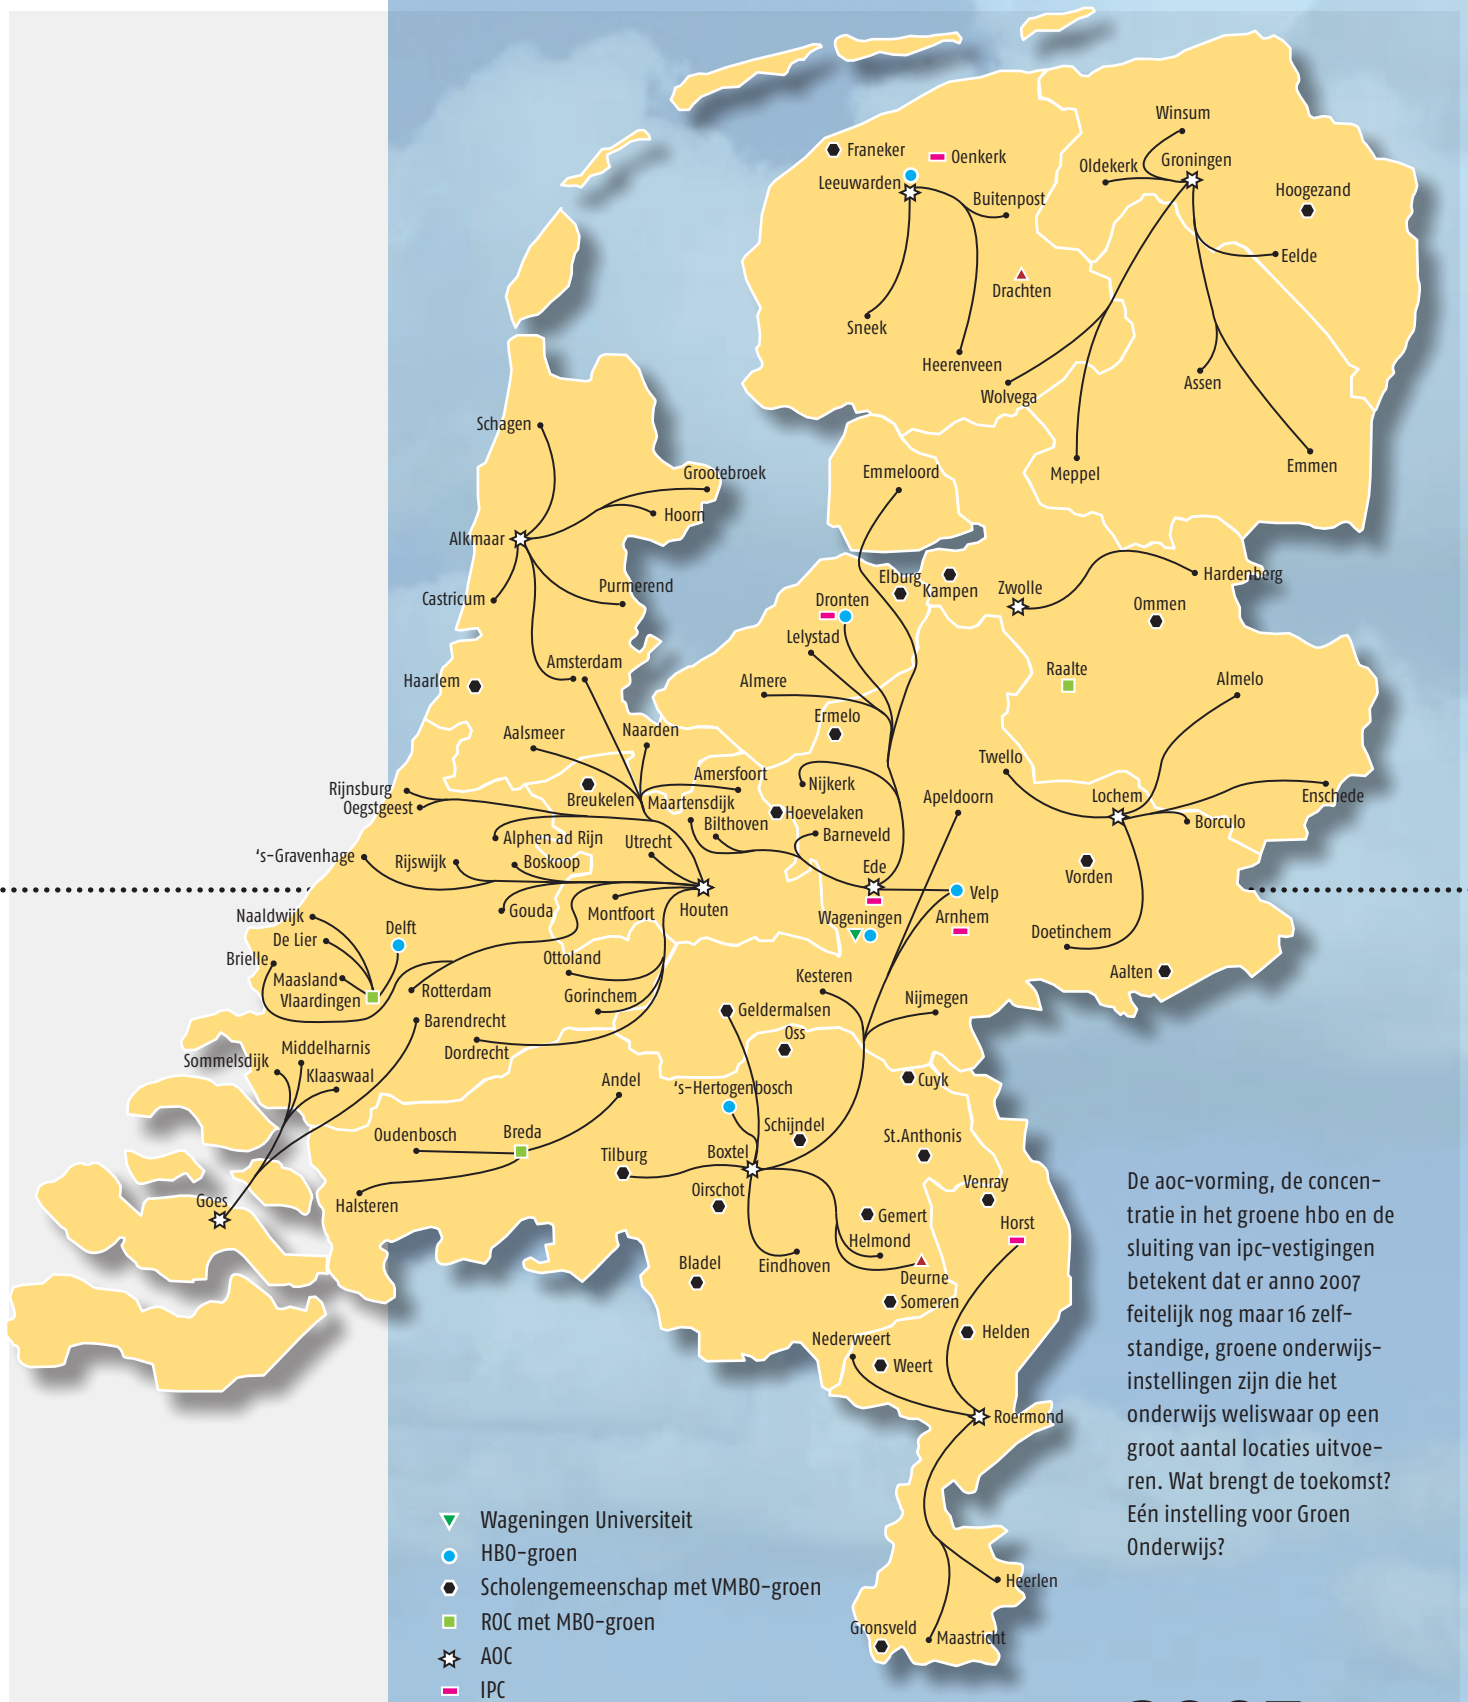 Winsum
Franeker
Oenkerk
Oldekerk
Groningen
Leeuwarden
Buitenpost
Hoogezand
Eelde
Drachten
Sneek
Heerenveen
Wolvega
Assen
Schagen
Grootebroek
Emmeloord
Meppel
Emmen
Hoorn
Alkmaar
Castricum
Purmerend
Elburg
Kampen
Zwolle
Hardenberg
Dronten
Ommen
Lelystad
Amsterdam
Haarlem
Almere
Raalte
Almelo
Ermelo
Aalsmeer
Naarden
Twello
Amersfoort
Nijkerk
Rijnsburg
Oegstgeest
Breukelen
Maartensdijk
Hoevelaken
Apeldoorn
Lochem
Enschede
Bilthoven
Barneveld
Borculo
Alphen ad Rijn
Utrecht
's-Gravenhage
Rijswijk
Boskoop
Ede
Vorden
Velp
Naaldwijk
Gouda
Montfoort
Houten
Wageningen
Arnhem
De Lier
Delft
Doetinchem
Brielle
Ottoland
Aalten
Maasland
Vlaardingen
Rotterdam
Gorinchem
Kesteren
Nijmegen
Geldermalsen
Barendrecht
Oss
Dordrecht
Sommelsdijk
Middelharnis
Klaaswaal
Andel
's-Hertogenbosch
Cuyk
Schijndel
St.Anthonis
Oudenbosch
Breda
Tilburg
Boxtel
Oirschot
Venray
Goes
Halsteren
Gemert
Horst
Helmond
Bladel
Eindhoven
Deurne
Someren
Nederweert
Helden
Weert
Roermond
Heerlen
Gronsveld
Maastricht
De aoc-vorming, de concen-
tratie in het groene hbo en de
sluiting van ipc-vestigingen
betekent dat er anno 2007
feitelijk nog maar 16 zelf-
standige, groene onderwijs-
instellingen zijn die het
onderwijs weliswaar op een
groot aantal locaties uitvoe-
ren. Wat brengt de toekomst?
Eén instelling voor Groen
Onderwijs?
Wageningen Universiteit
HBO-groen
Scholengemeenschap met VMBO-groen
ROC met MBO-groen
AOC
IPC